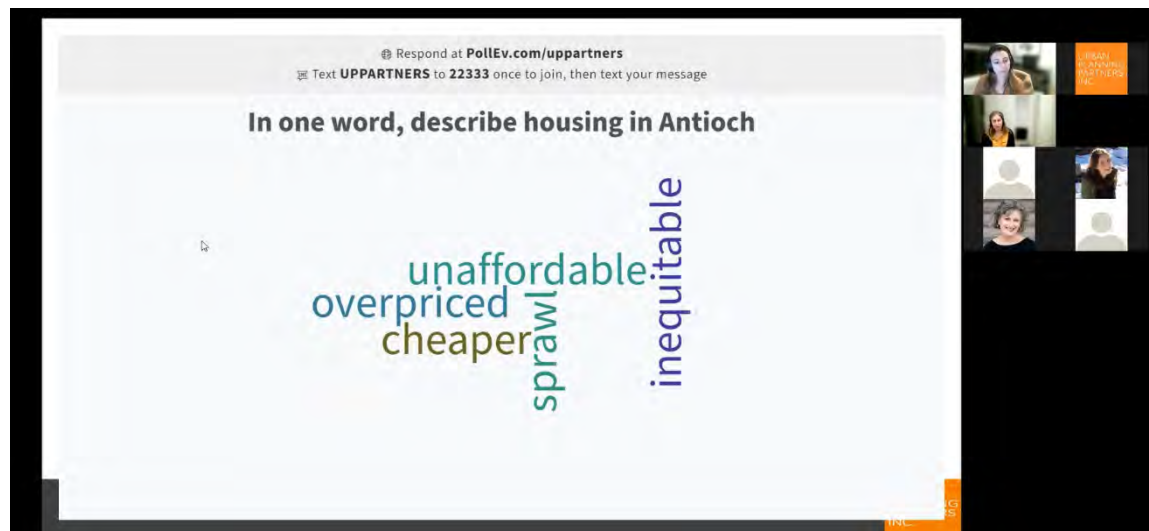 Respond at PollEv.com/uppartners
Text UPPARTNERS to 22333 once to join, then text your message
In one word, describe housing in Antioch
unaffordable
overpriced
cheaper
sprawl
inequitable
URBAN
PLANNING
PARTNERS
INC.